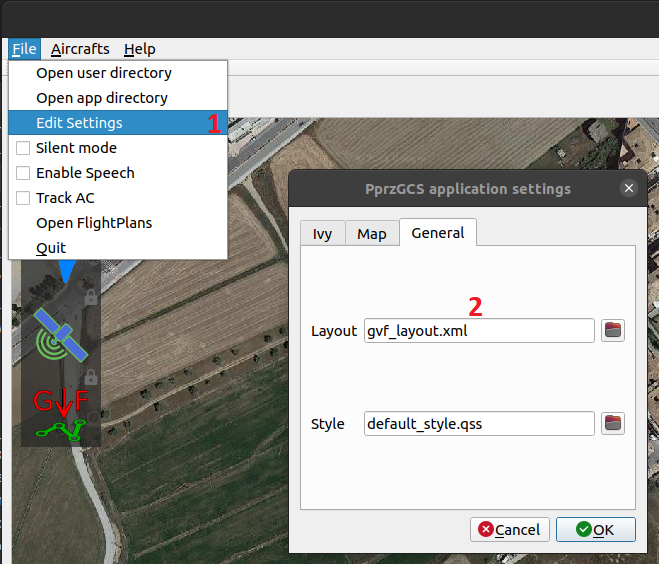 File Aircrafts Help
Open user directory
Open app directory
Edit Settings 1
Silent mode
Enable Speech
Track AC
Open FlightPlans
Quit
PprzGCS application settings
Ivy Map General
2
Layout gvf_layout.xml
Style default_style.qss
Cancel OK
G F